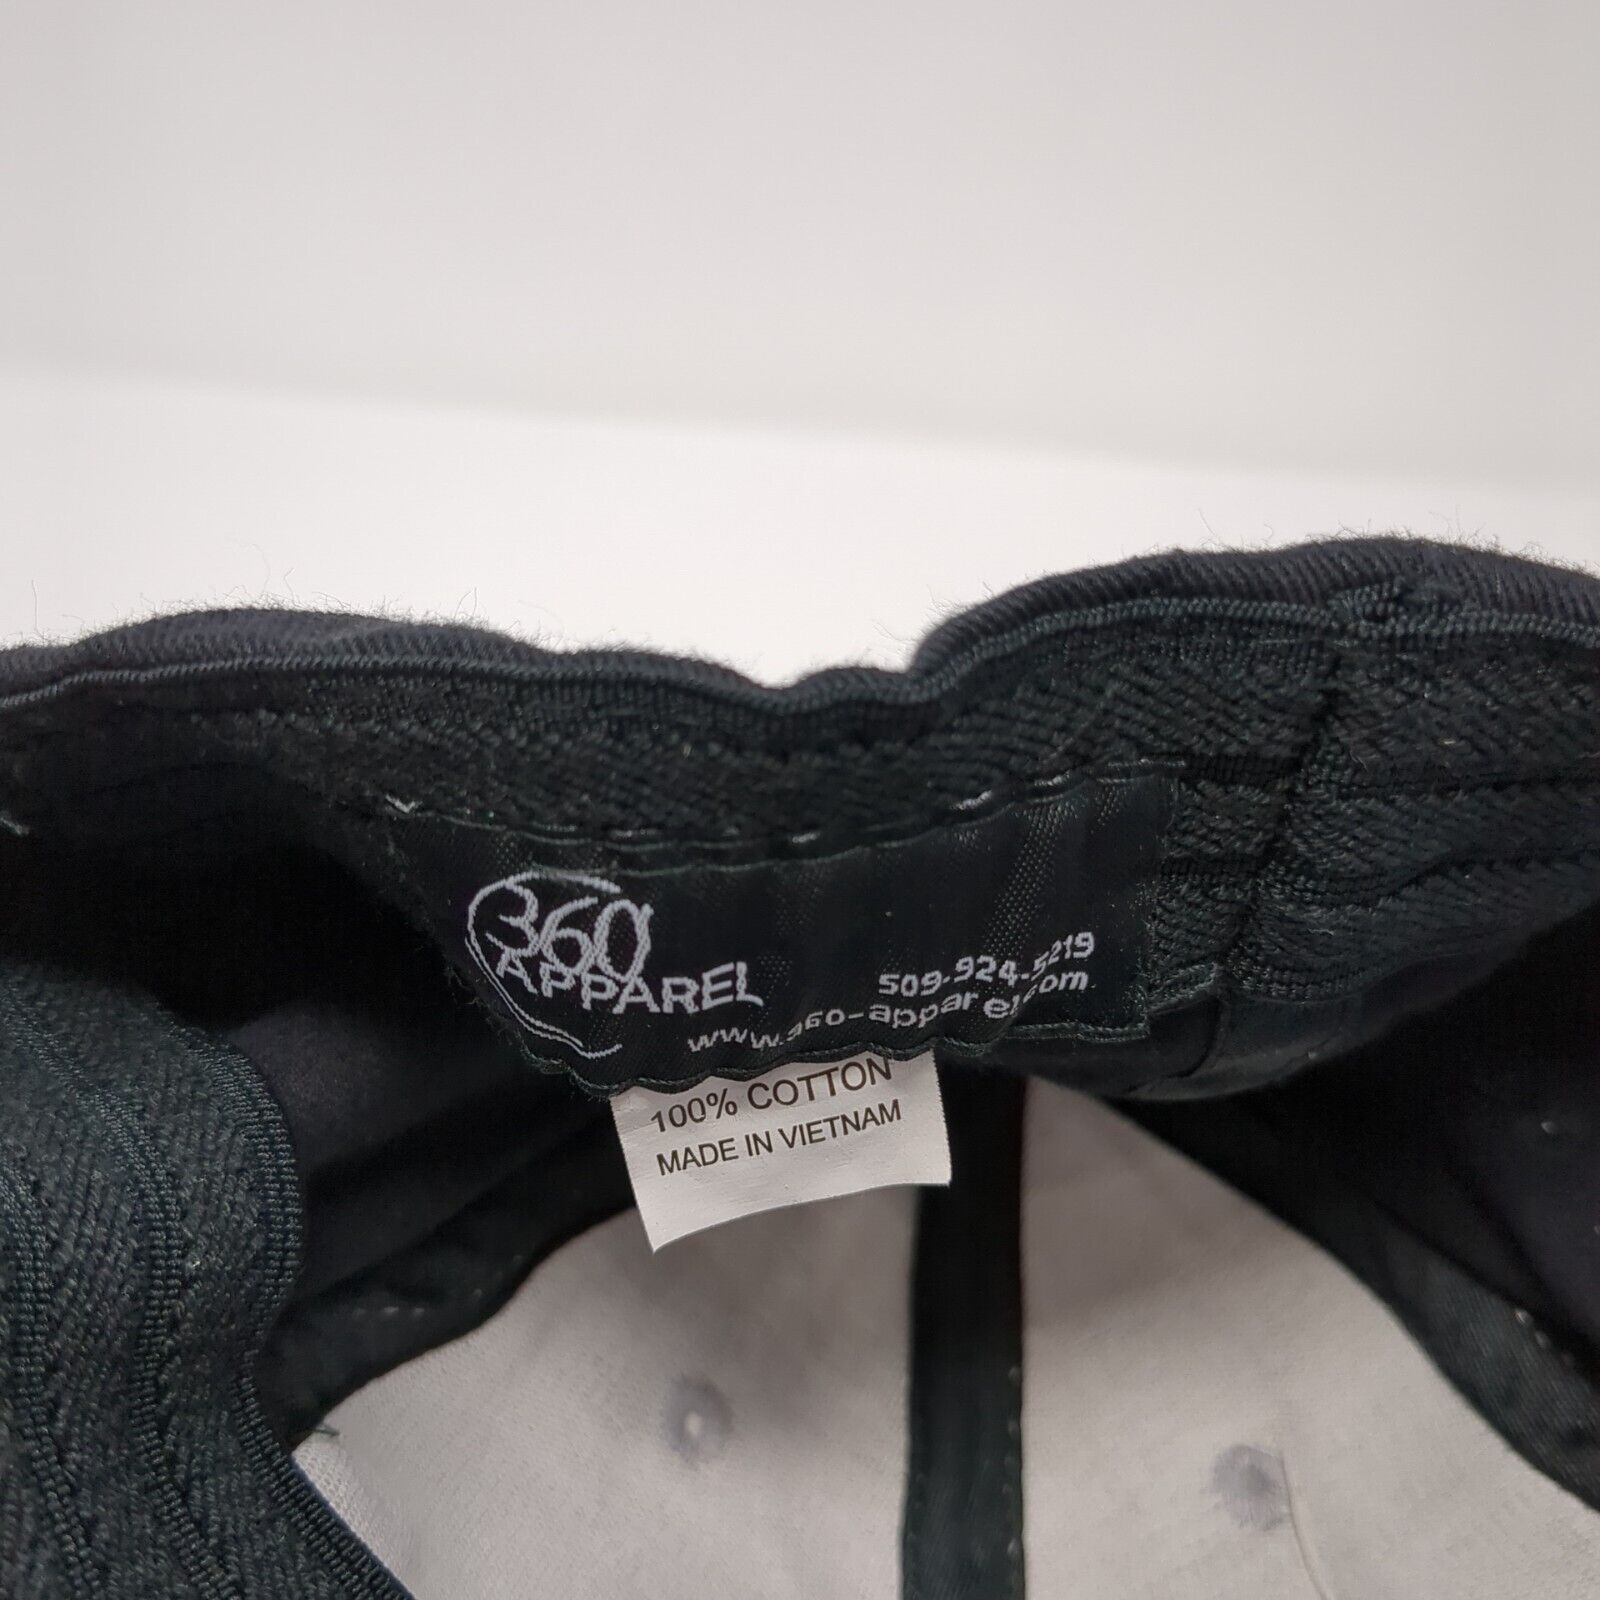 360
APPAREL
509-924-5219
www.360-apparel.com
100% COTTON
MADE IN VIETNAM